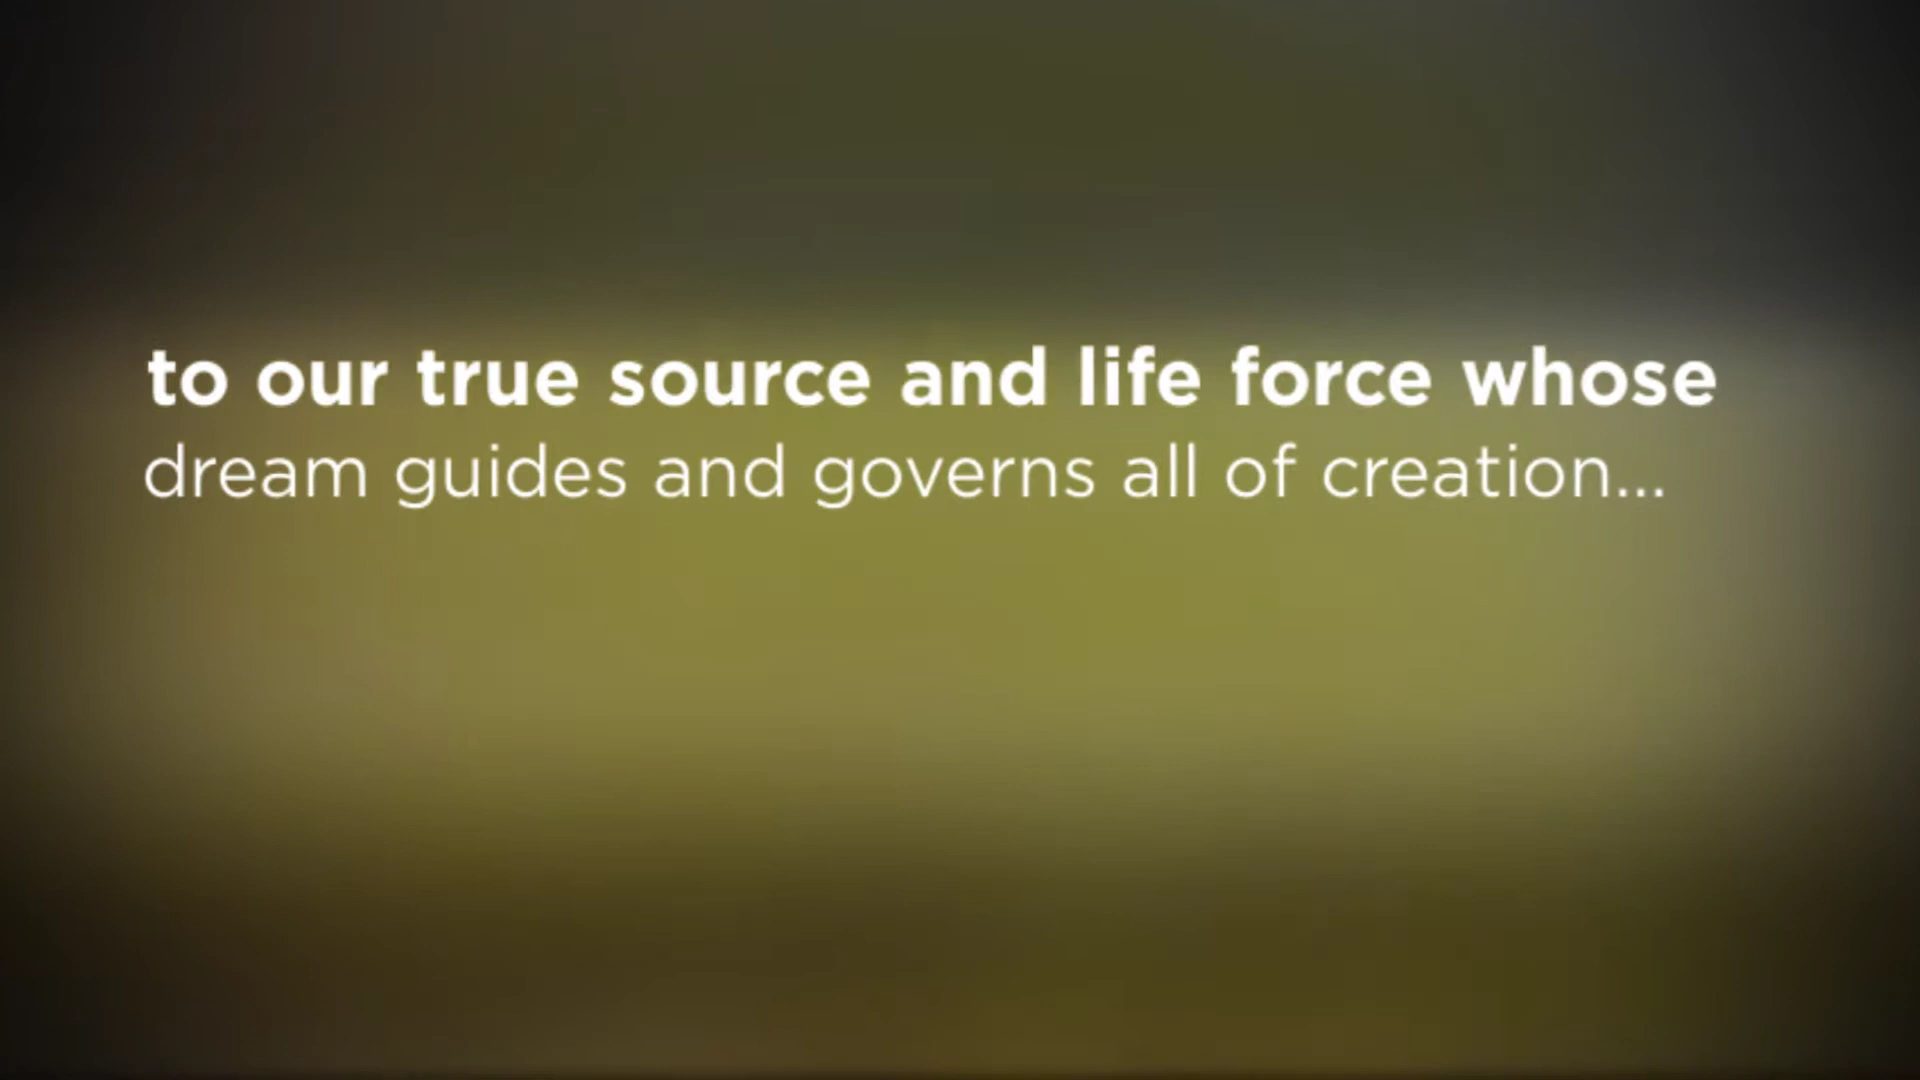 to our true source and life force whose
dream guides and governs all of creation...